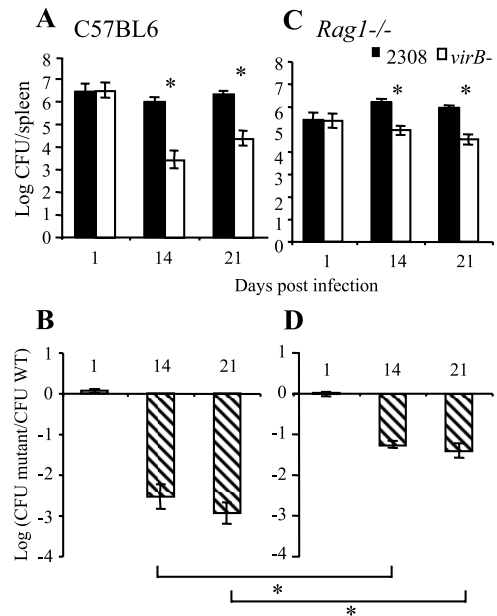 A C57BL6
C Rag1-/-
2308 virB-
Log CFU/spleen
8
7
6
5
4
3
2
1
0
* *
1 14 21
8
7
6
5
4
3
2
1
0
* *
1 14 21
Days post infection
B
Log (CFU mutant/CFU WT)
1
0
-1
-2
-3
-4
1 14 21
D
1
0
-1
-2
-3
-4
1 14 21
*
*